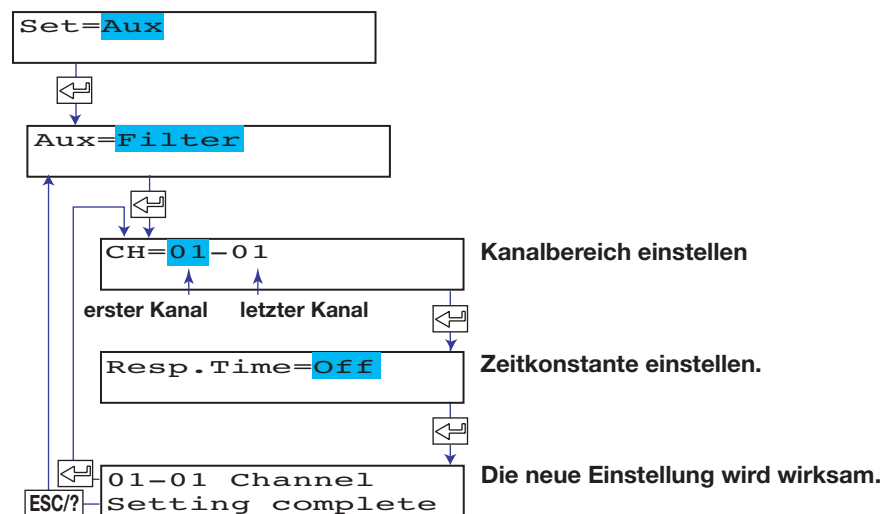 Set=Aux
Aux=Filter
CH=01-01
Kanalbereich einstellen
erster Kanal letzter Kanal
Resp.Time=Off
Zeitkonstante einstellen.
01-01 Channel
Die neue Einstellung wird wirksam.
ESC/?
Setting complete